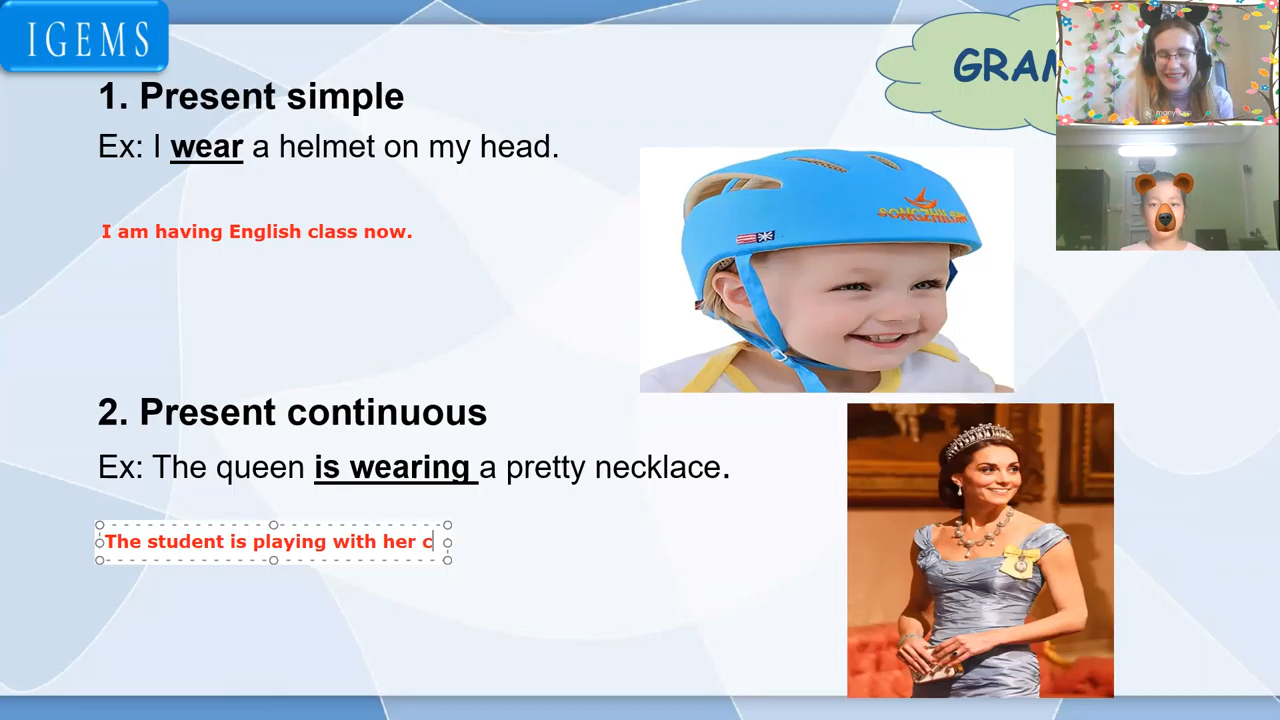 IGEMS
GRAM
1. Present simple
Ex: I wear a helmet on my head.
SONGZHILONG
I am having English class now.
2. Present continuous
Ex: The queen is wearing a pretty necklace.
The student is playing with her c